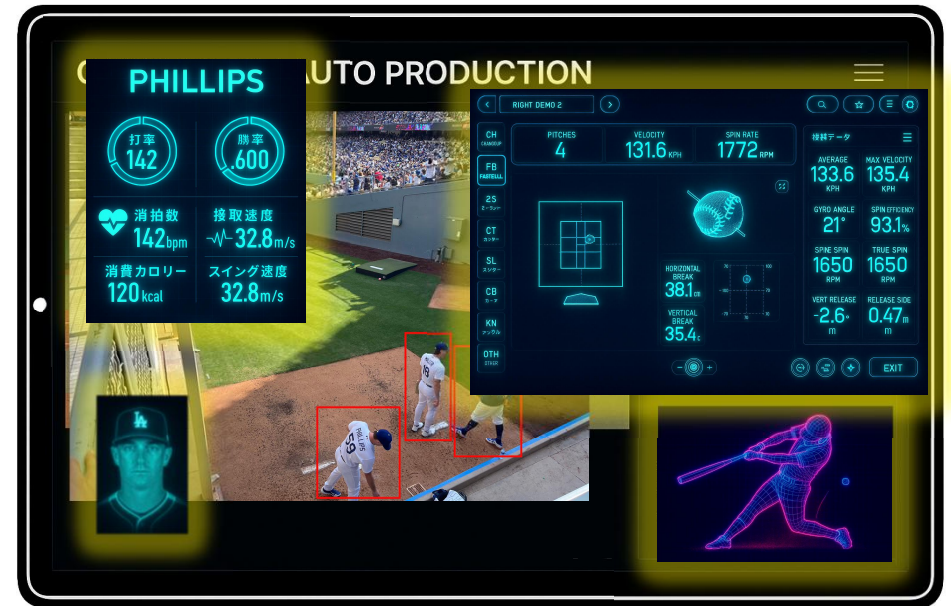 AUTO PRODUCTION
PHILLIPS
打率
142
勝率
.600
消拍数
142bpm
接取速度
32.8m/s
消費カロリー
120kcal
スイング速度
32.8m/s
RIGHT DEMO 2
CH
FB
2S
CT
SL
CB
KN
OTH
OTHER
PITCHES
4
VELOCITY
131.6 KPH
SPIN RATE
1772 RPM
HORIZONTAL
BREAK
38.1
VERTICAL
BREAK
35.4
AVERAGE
133.6
KPH
MAX VELOCITY
135.4
KPH
GYRO ANGLE
21°
SPIN EFFICIENCY
93.1%
SPINE SPIN
1650
RPM
TRUE SPIN
1650
RPM
VERT RELEASE
-2.6°
m
RELEASE SIDE
0.47m
m
EXIT
LA
18
PHILLIPS
59